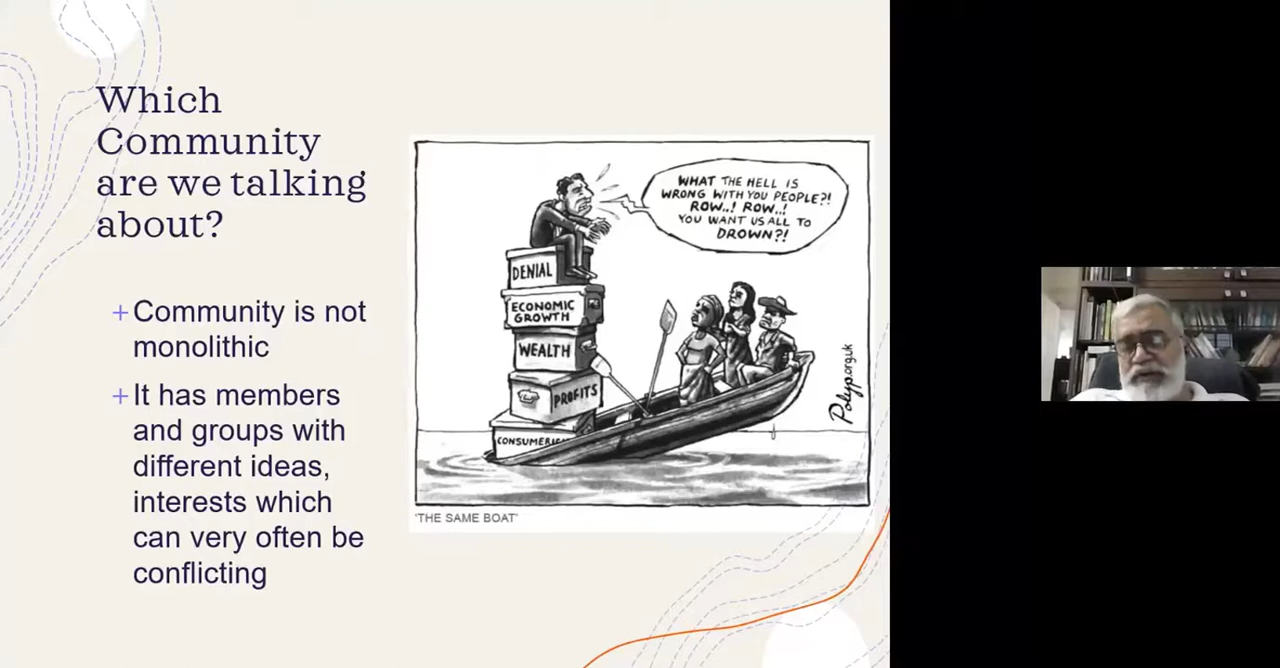 Which
Community
are we talking
about?
+ Community is not
monolithic
+ It has members
and groups with
different ideas,
interests which
can very often be
conflicting
WHAT THE HELL IS
WRONG WITH YOU PEOPLE?!
ROW..! ROW..!
YOU WANT US ALL TO
DROWN?!
DENIAL
ECONOMIC
GROWTH
WEALTH
PROFITS
Polyp.org.uk
'THE SAME BOAT'